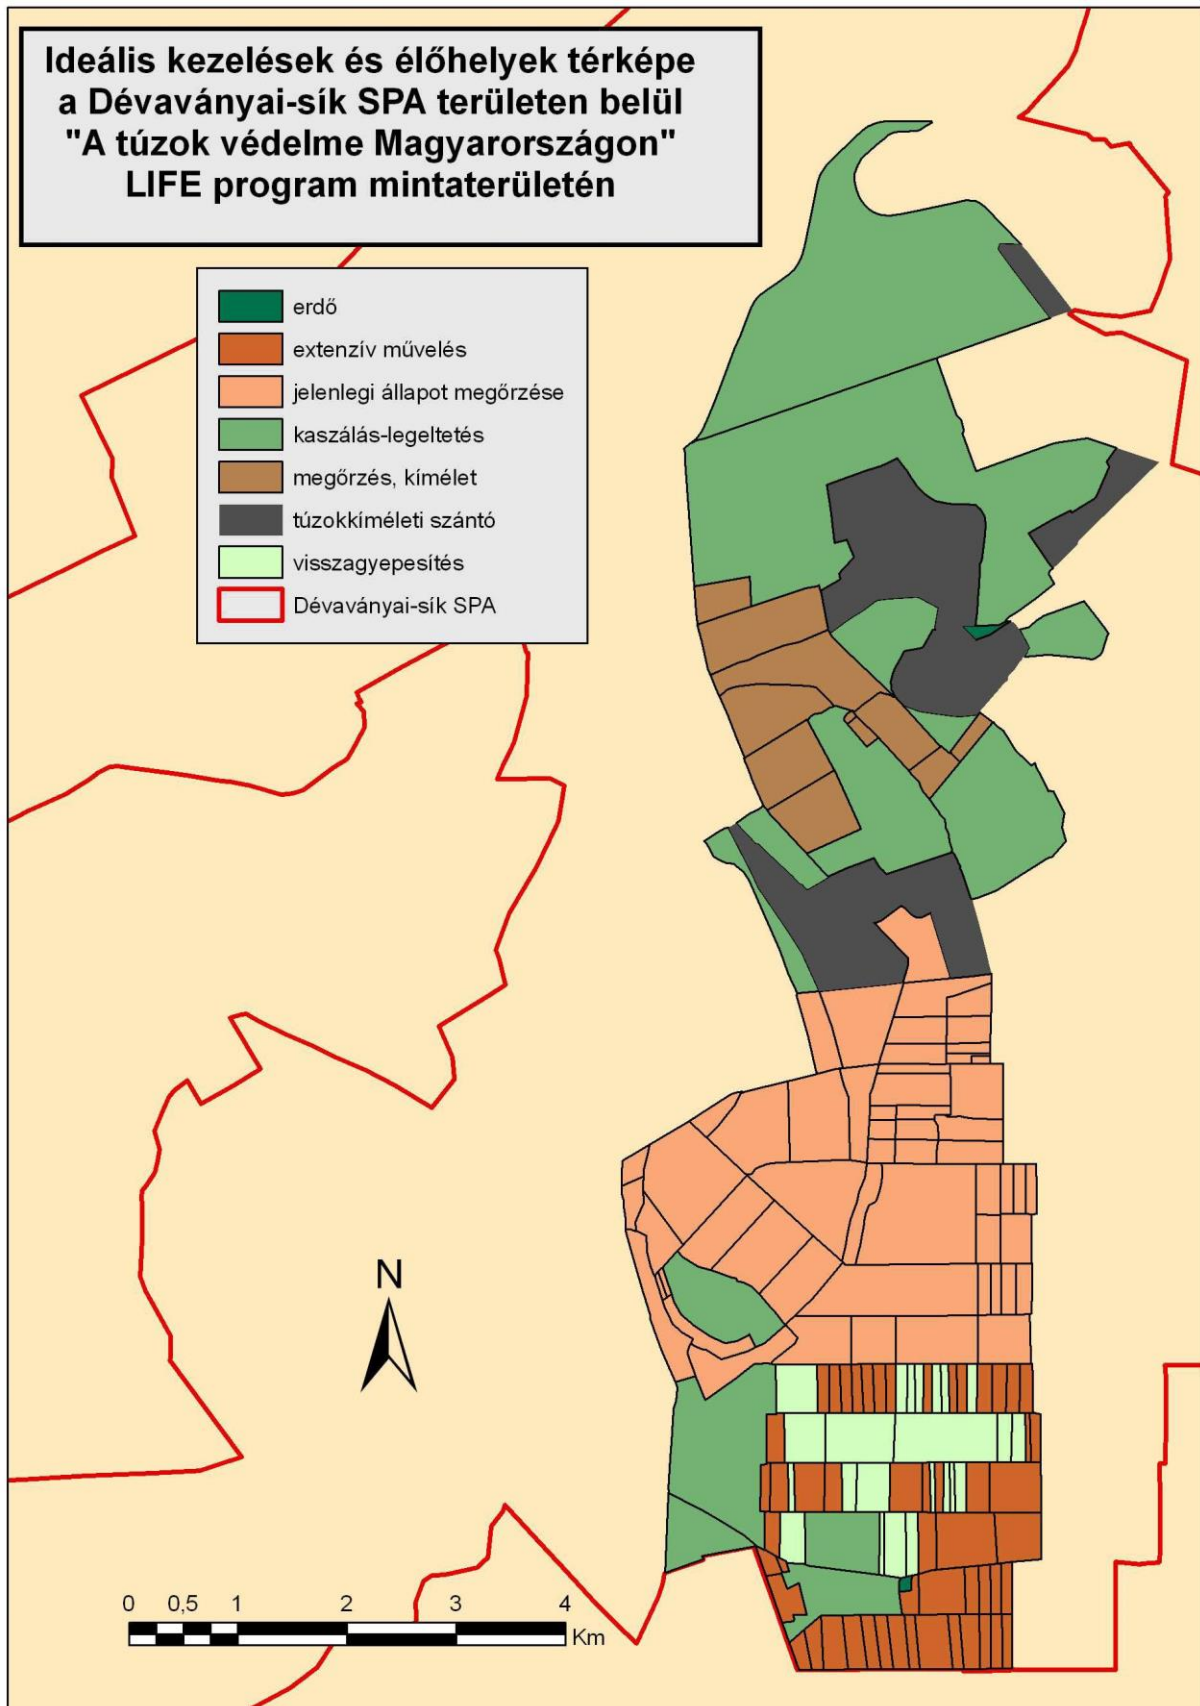 Ideális kezelések és élőhelyek térképe
a Dévaványai-sík SPA területen belül
"A túzok védelme Magyarországon"
LIFE program mintaterületén
erdő
extenzív művelés
jelenlegi állapot megőrzése
kaszálás-legeltetés
megőrzés, kímélet
túzokkíméleti szántó
visszagyepesítés
Dévaványai-sík SPA
N
0 0,5 1 2 3 4
Km